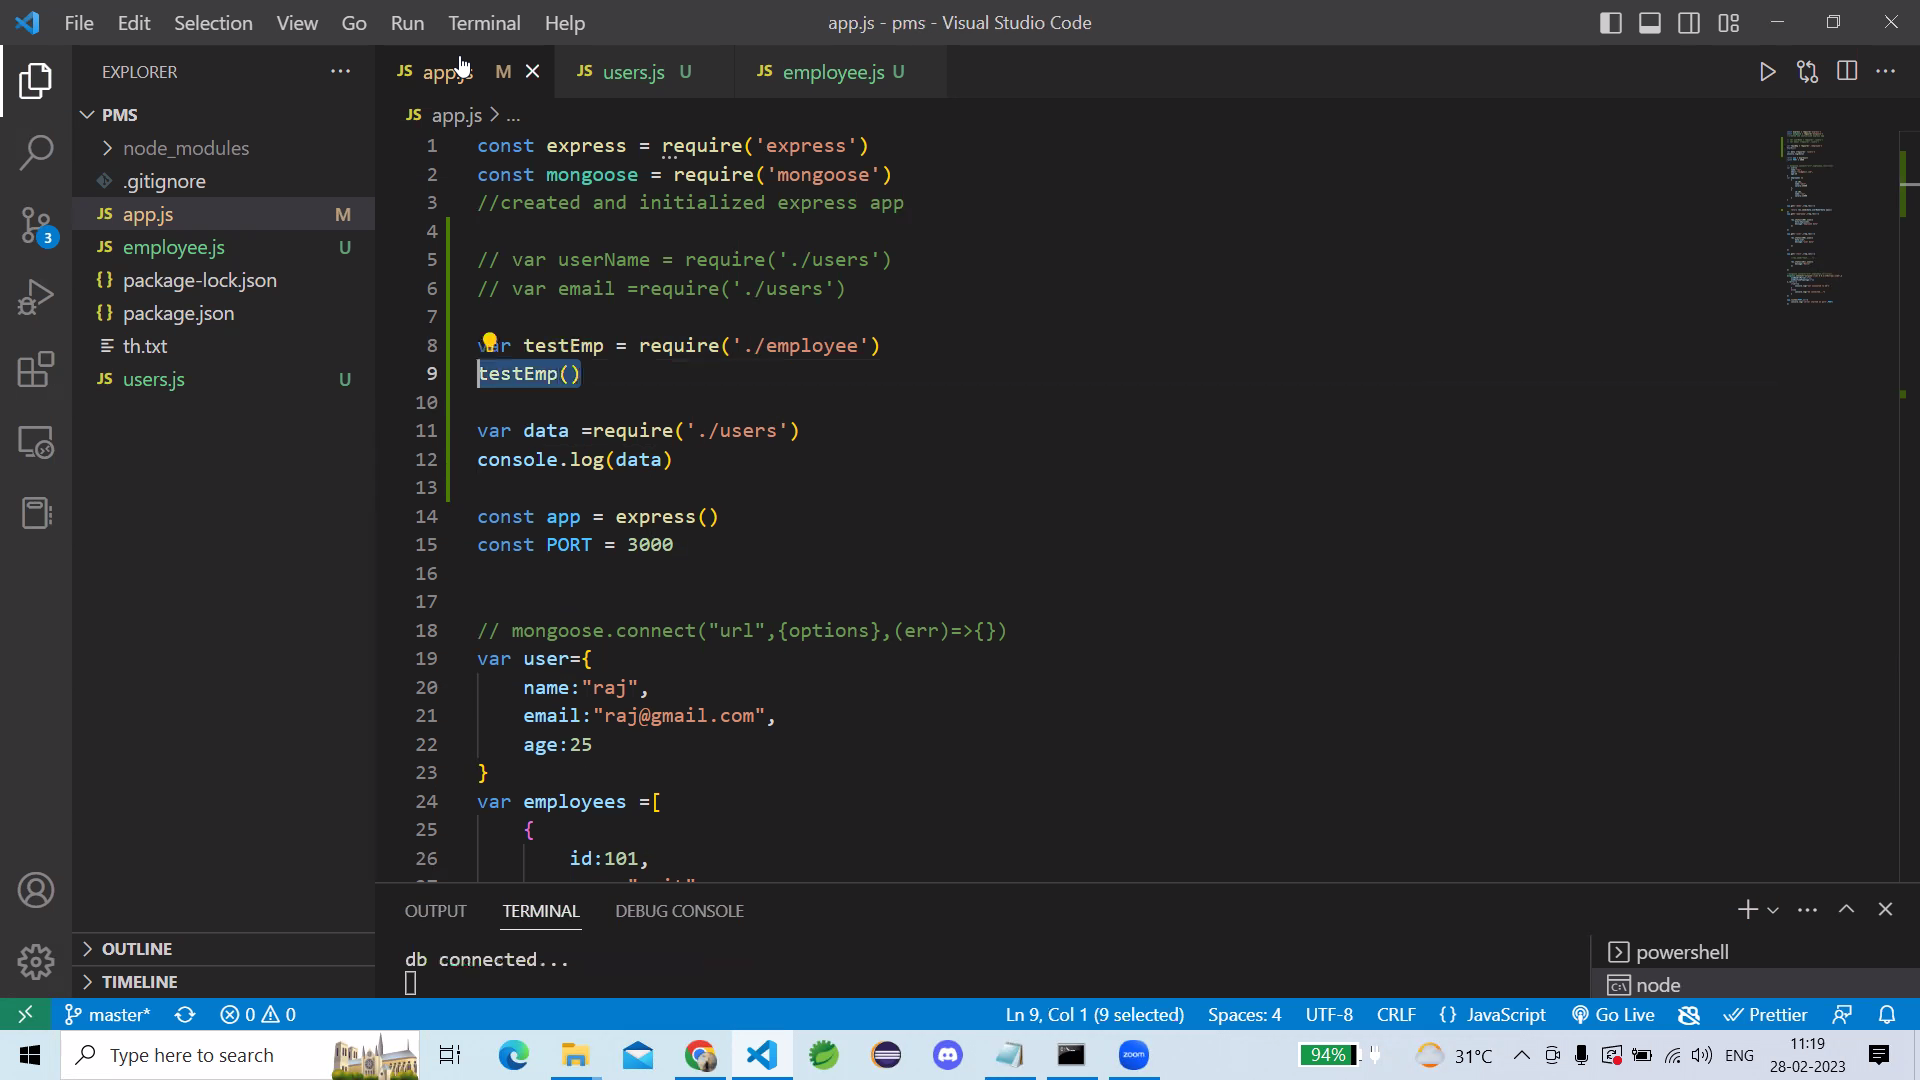 File Edit Selection View Go Run Terminal Help
app.js - pms - Visual Studio Code
EXPLORER
PMS
node_modules
.gitignore
JS app.js M
JS employee.js U
{} package-lock.json
{} package.json
th.txt
JS users.js U
OUTLINE
TIMELINE
3
JS app.js M
JS users.js U
JS employee.js U
JS app.js > ...
1 const express = require('express')
2 const mongoose = require('mongoose')
3 //created and initialized express app
4
5 // var userName = require('./users')
6 // var email =require('./users')
7
8 var testEmp = require('./employee')
9 testEmp()
10
11 var data =require('./users')
12 console.log(data)
13
14 const app = express()
15 const PORT = 3000
16
17
18 // mongoose.connect("url",{options},(err)=>{})
19 var user={
20 name:"raj",
21 email:"raj@gmail.com",
22 age:25
23 }
24 var employees =[
25 {
26 id:101,
OUTPUT TERMINAL DEBUG CONSOLE
db connected...
powershell
node
master* 0 0
Ln 9, Col 1 (9 selected) Spaces: 4 UTF-8 CRLF {} JavaScript Go Live Prettier
Type here to search
zoom
94%
31°C
ENG
11:19
28-02-2023